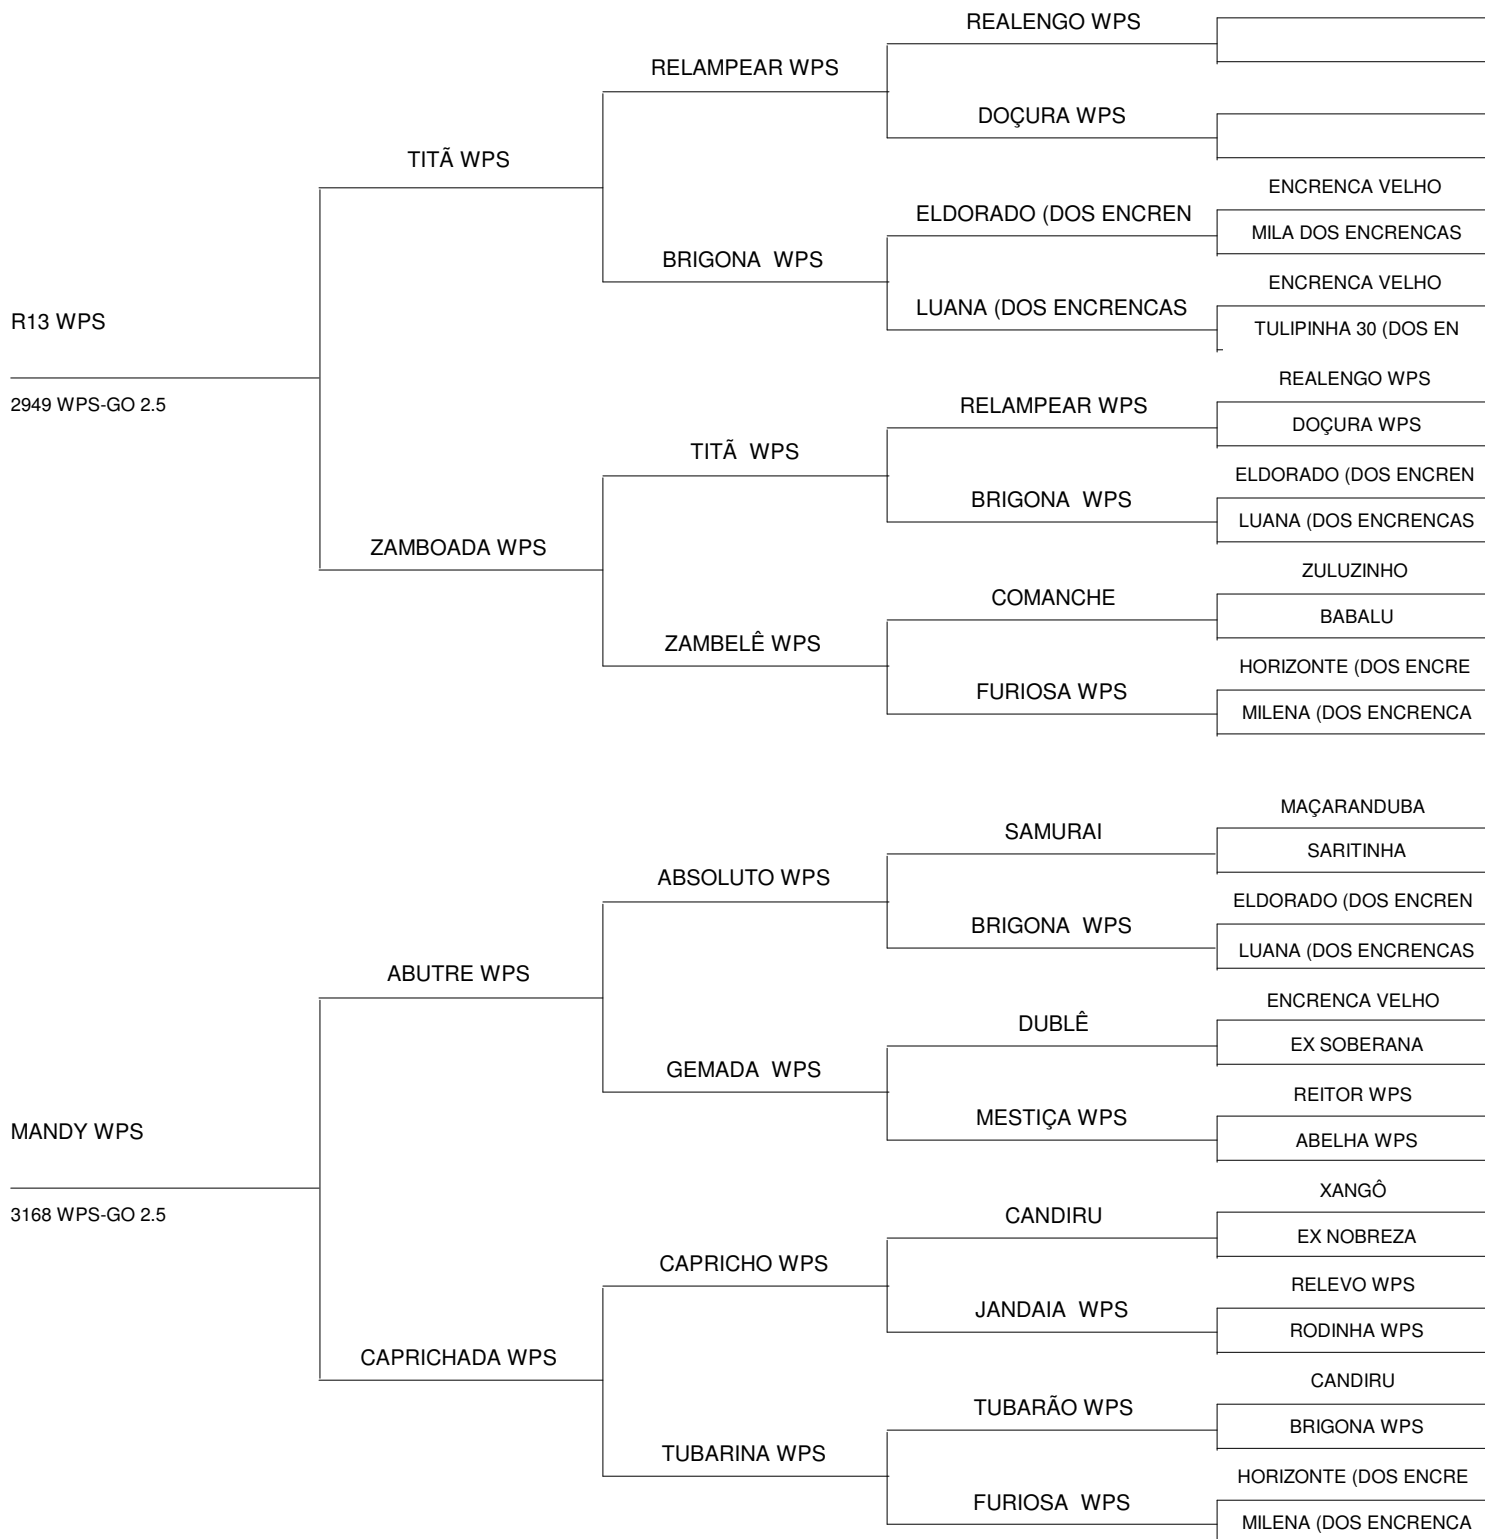 REALENGO WPS
RELAMPEAR WPS
DOÇURA WPS
TITÃ WPS
ENCRENCA VELHO
ELDORADO (DOS ENCREN
MILA DOS ENCRENCAS
BRIGONA  WPS
ENCRENCA VELHO
LUANA (DOS ENCRENCAS
TULIPINHA 30 (DOS EN
R13 WPS
2949 WPS-GO 2.5
REALENGO WPS
RELAMPEAR WPS
DOÇURA WPS
TITÃ  WPS
ELDORADO (DOS ENCREN
BRIGONA  WPS
LUANA (DOS ENCRENCAS
ZAMBOADA WPS
ZULUZINHO
COMANCHE
BABALU
ZAMBELÊ WPS
HORIZONTE (DOS ENCRE
FURIOSA WPS
MILENA (DOS ENCRENCA
MAÇARANDUBA
SAMURAI
SARITINHA
ABSOLUTO WPS
ELDORADO (DOS ENCREN
BRIGONA  WPS
LUANA (DOS ENCRENCAS
ABUTRE WPS
ENCRENCA VELHO
DUBLÊ
EX SOBERANA
GEMADA  WPS
REITOR WPS
MESTIÇA WPS
ABELHA WPS
MANDY WPS
3168 WPS-GO 2.5
XANGÔ
CANDIRU
EX NOBREZA
CAPRICHO WPS
RELEVO WPS
JANDAIA  WPS
RODINHA WPS
CAPRICHADA WPS
CANDIRU
TUBARÃO WPS
BRIGONA WPS
TUBARINA WPS
HORIZONTE (DOS ENCRE
FURIOSA  WPS
MILENA (DOS ENCRENCA